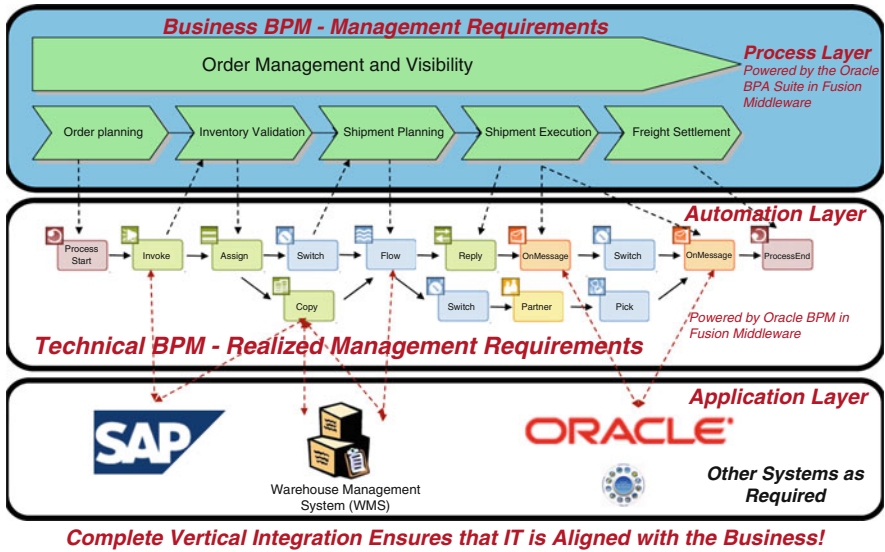 Business BPM - Management Requirements
Order Management and Visibility
Process Layer
Powered by the Oracle
BPA Suite in Fusion
Middleware
Order planning
Inventory Validation
Shipment Planning
Shipment Execution
Freight Settlement
Automation Layer
Process
Start
Invoke
Assign
Switch
Flow
Reply
OnMessage
Switch
OnMessage
ProcessEnd
Copy
Switch
Partner
Pick
Powered by Oracle BPM in
Fusion Middleware
Technical BPM - Realized Management Requirements
Application Layer
SAP
ORACLE
Warehouse Management
System (WMS)
Other Systems as
Required
Complete Vertical Integration Ensures that IT is Aligned with the Business!